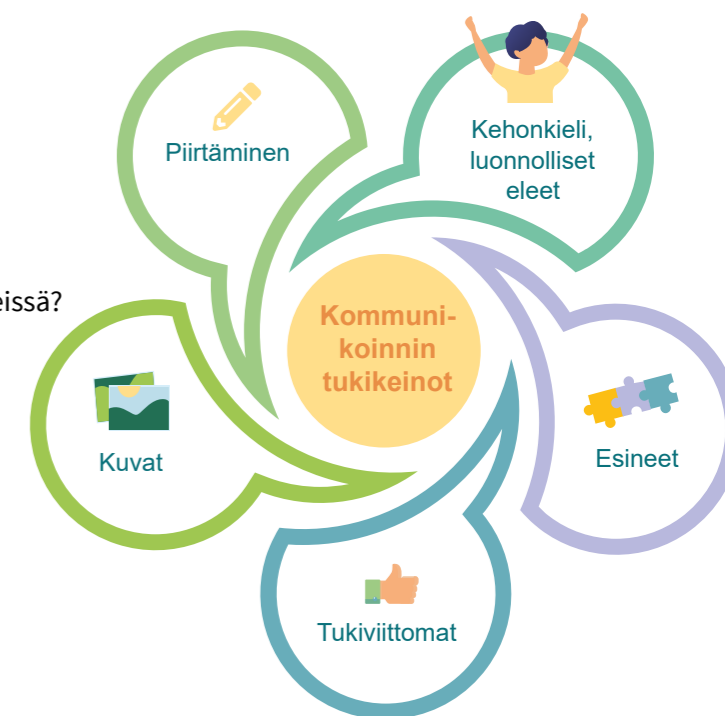 Piirtäminen
Kehonkieli,
luonnolliset
eleet
eissä?
Kommuni-
koinnin
tukikeinot
Kuvat
Esineet
Tukiviittomat